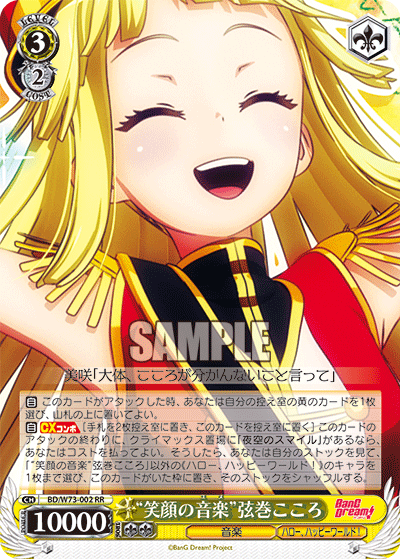 LEVEL
3
2
COST
SAMPLE
美咲「大体、こころが分かんないこと言って」
自 このカードがアタックした時、あなたは自分の控え室の黄のカードを1枚
選び、山札の上に置いてよい。
自 CXコンボ [手札を2枚控え室に置き、このカードを控え室に置く] このカードの
アタックの終わりに、クライマックス置場に「夜空のスマイル」があるなら、
あなたはコストを払ってよい。そうしたら、あなたは自分のストックを見て、
「“笑顔の音楽”弦巻こころ」以外の《ハロー、ハッピーワールド！》のキャラを
1枚まで選び、別々の枠に置き、そのストックをシャッフルする。
CH BD/W73-002 RR
10000
“笑顔の音楽”弦巻こころ
音楽
ハロー、ハッピーワールド！
BanG Dream!
©BanG Dream! Project